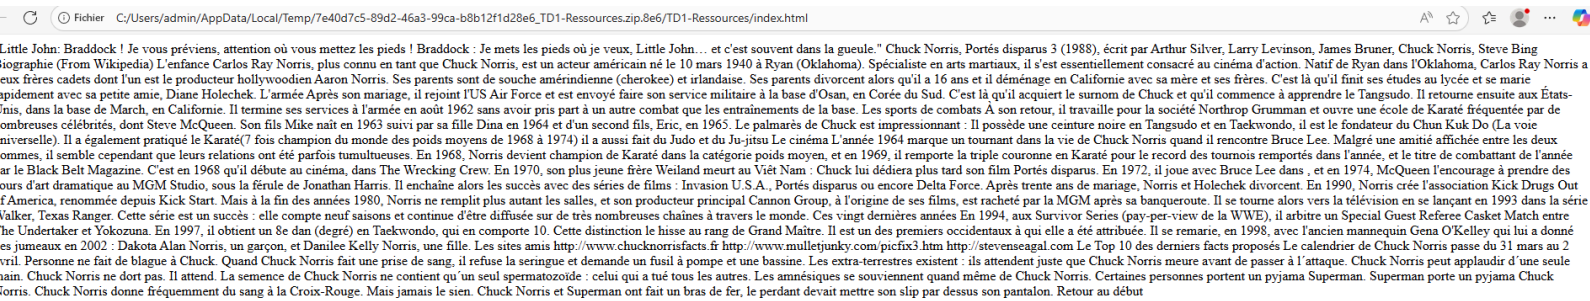 Fichier C:/Users/admin/AppData/Local/Temp/7e40d7c5-89d2-46a3-99ca-b8b12f1d28e6_TD1-Ressources.zip.8e6/TD1-Ressources/index.html
Little John: Braddock ! Je vous préviens, attention où vous mettez les pieds ! Braddock : Je mets les pieds où je veux, Little John… et c'est souvent dans la gueule." Chuck Norris, Portés disparus 3 (1988), écrit par Arthur Silver, Larry Levinson, James Bruner, Chuck Norris, Steve Bing
Biographie (From Wikipedia) L'enfance Carlos Ray Norris, plus connu en tant que Chuck Norris, est un acteur américain né le 10 mars 1940 à Ryan (Oklahoma). Spécialiste en arts martiaux, il s'est essentiellement consacré au cinéma d'action. Natif de Ryan dans l'Oklahoma, Carlos Ray Norris a
deux frères cadets dont l'un est le producteur hollywoodien Aaron Norris. Ses parents sont de souche amérindienne (cherokee) et irlandaise. Ses parents divorcent alors qu'il a 16 ans et il déménage en Californie avec sa mère et ses frères. C'est là qu'il finit ses études au lycée et se marie
rapidement avec sa petite amie, Diane Holechek. L'armée Après son mariage, il rejoint l'US Air Force et est envoyé faire son service militaire à la base d'Osan, en Corée du Sud. C'est là qu'il acquiert le surnom de Chuck et qu'il commence à apprendre le Tangsudo. Il retourne ensuite aux États-
Unis, dans la base de March, en Californie. Il termine ses services à l'armée en août 1962 sans avoir pris part à un autre combat que les entraînements de la base. Les sports de combats À son retour, il travaille pour la société Northrop Grumman et ouvre une école de Karaté fréquentée par de
nombreuses célébrités, dont Steve McQueen. Son fils Mike naît en 1963 suivi par sa fille Dina en 1964 et d'un second fils, Eric, en 1965. Le palmarès de Chuck est impressionnant : Il possède une ceinture noire en Tangsudo et en Taekwondo, il est le fondateur du Chun Kuk Do (La voie
universelle). Il a également pratiqué le Karaté(7 fois champion du monde des poids moyens de 1968 à 1974) il a aussi fait du Judo et du Ju-jitsu Le cinéma L'année 1964 marque un tournant dans la vie de Chuck Norris quand il rencontre Bruce Lee. Malgré une amitié affichée entre les deux
hommes, il semble cependant que leurs relations ont été parfois tumultueuses. En 1968, Norris devient champion de Karaté dans la catégorie poids moyen, et en 1969, il remporte la triple couronne en Karaté pour le record des tournois remportés dans l'année, et le titre de combattant de l'année
par le Black Belt Magazine. C'est en 1968 qu'il débute au cinéma, dans The Wrecking Crew. En 1970, son plus jeune frère Weiland meurt au Viêt Nam : Chuck lui dédiera plus tard son film Portés Disparus. En 1972, il joue avec Bruce Lee dans , et en 1974, McQueen l'encourage à prendre des
cours d'art dramatique au MGM Studio, sous la férule de Jonathan Harris. Il enchaîne alors les succès avec des séries de films : Invasion U.S.A., Portés disparus ou encore Delta Force. Après trente ans de mariage, Norris et Holechek divorcent. En 1990, Norris crée l'association Kick Drugs Out
of America, renommée depuis Kick Start. Mais à la fin des années 1980, Norris ne remplit plus autant les salles, et son producteur principal Cannon Group, à l'origine de ses films, est racheté par la MGM après sa banqueroute. Il se tourne alors vers la télévision en se lançant en 1993 dans la série
Walker, Texas Ranger. Cette série est un succès : elle compte neuf saisons et continue d'être diffusée sur de très nombreuses chaînes à travers le monde. Ces vingt dernières années En 1994, aux Survivor Series (pay-per-view de la WWE), il arbitre un Special Guest Referee Casket Match entre
The Undertaker et Yokozuna. En 1997, il obtient un 8e dan (degré) en Taekwondo, qui en comporte 10. Cette distinction le hisse au rang de Grand Maître. Il est un des premiers occidentaux à qui elle a été attribuée. Il se remarie, en 1998, avec l'ancien mannequin Gena O'Kelley qui lui a donné
des jumeaux en 2002 : Dakota Alan Norris, un garçon, et Danilee Kelly Norris, une fille. Les sites amis http://www.chucknorrisfacts.fr http://www.mulletjunky.com/picfix3.htm http://stevenseagal.com Le Top 10 des derniers facts proposés Le calendrier de Chuck Norris passe du 31 mars au 2
avril. Personne ne fait de blague à Chuck. Quand Chuck Norris fait une prise de sang, il refuse la seringue et demande un fusil à pompe et une bassine. Les extra-terrestres existent : ils attendent juste que Chuck Norris meure avant de passer à l´attaque. Chuck Norris peut applaudir d´une seule
main. Chuck Norris ne dort pas. Il attend. La semence de Chuck Norris ne contient qu´un seul spermatozoïde : celui qui a tué tous les autres. Les amnésiques se souviennent quand même de Chuck Norris. Certaines personnes portent un pyjama Superman. Superman porte un pyjama Chuck
Norris. Chuck Norris donne fréquemment du sang à la Croix-Rouge. Mais jamais le sien. Chuck Norris et Superman ont fait un bras de fer, le perdant devait mettre son slip par dessus son pantalon. Retour au début